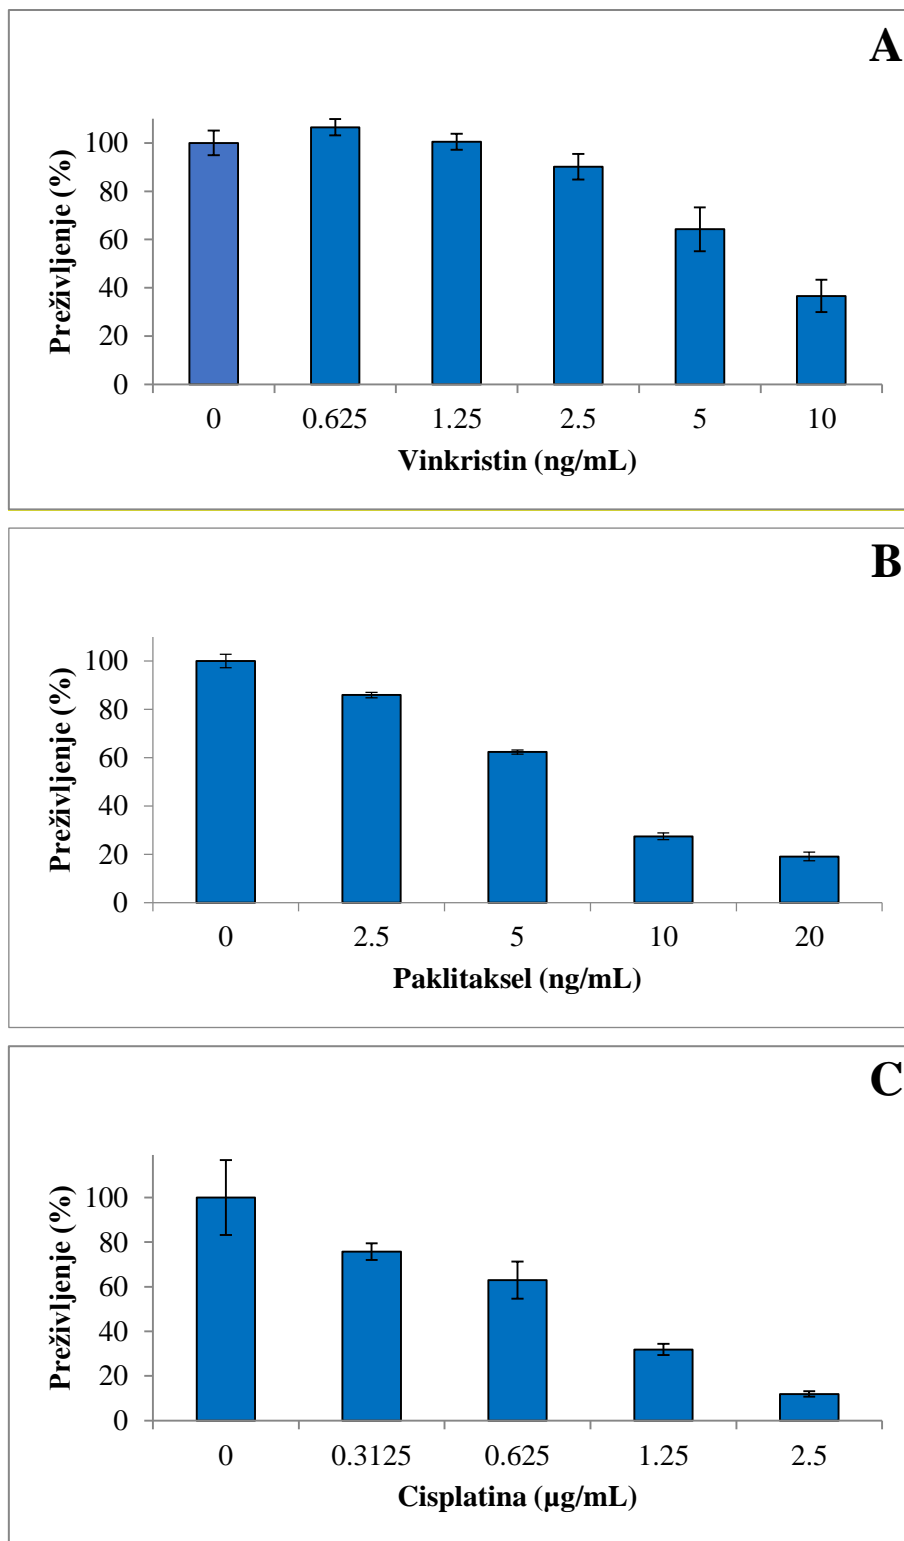 A
Preživljenje (%)
100
80
60
40
20
0
0 0.625 1.25 2.5 5 10
Vinkristin (ng/mL)
B
Preživljenje (%)
100
80
60
40
20
0
0 2.5 5 10 20
Paklitaksel (ng/mL)
C
Preživljenje (%)
100
80
60
40
20
0
0 0.3125 0.625 1.25 2.5
Cisplatina (µg/mL)